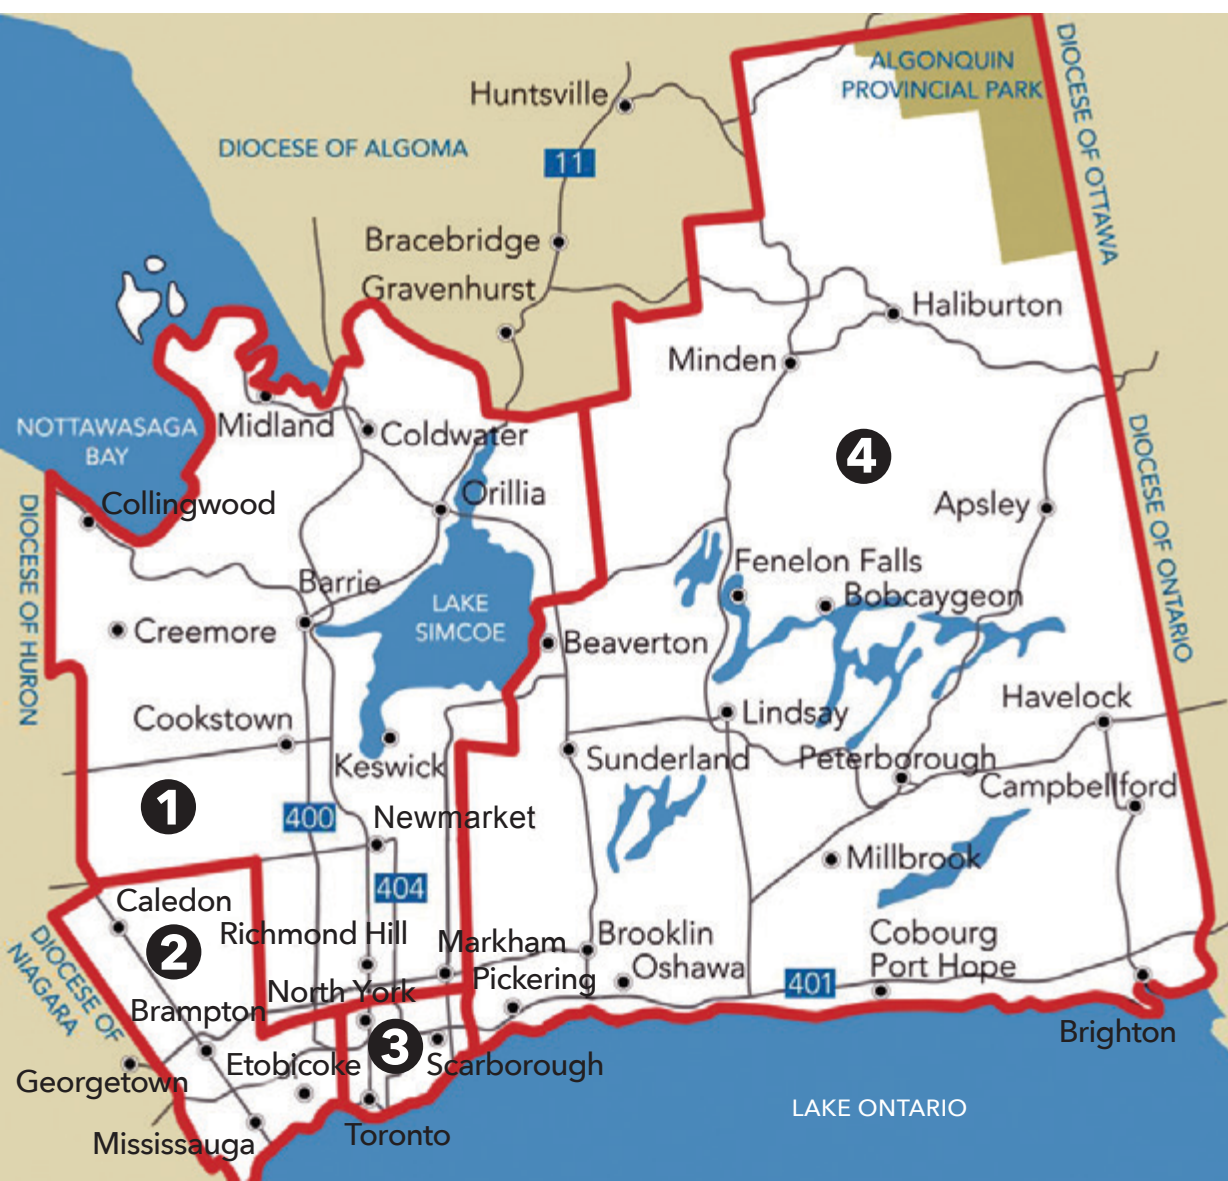 ALGONQUIN
PROVINCIAL PARK
DIOCESE OF OTTAWA
Huntsville
DIOCESE OF ALGOMA
11
Bracebridge
Gravenhurst
Haliburton
Minden
NOTTAWASAGA
BAY
Midland
Coldwater
4
DIOCESE OF ONTARIO
Collingwood
Orillia
Apsley
DIOCESE OF HURON
Fenelon Falls
Barrie
Bobcaygeon
LAKE
SIMCOE
Creemore
Beaverton
Havelock
Cookstown
Lindsay
Keswick
Sunderland
Peterborough
Campbellford
1
400
Newmarket
Millbrook
404
Caledon
2
Richmond Hill
Markham
Brooklin
Cobourg
Port Hope
DIOCESE OF
NIAGARA
Pickering
Oshawa
401
North York
Brampton
Brighton
3
Etobicoke
Scarborough
Georgetown
LAKE ONTARIO
Mississauga
Toronto